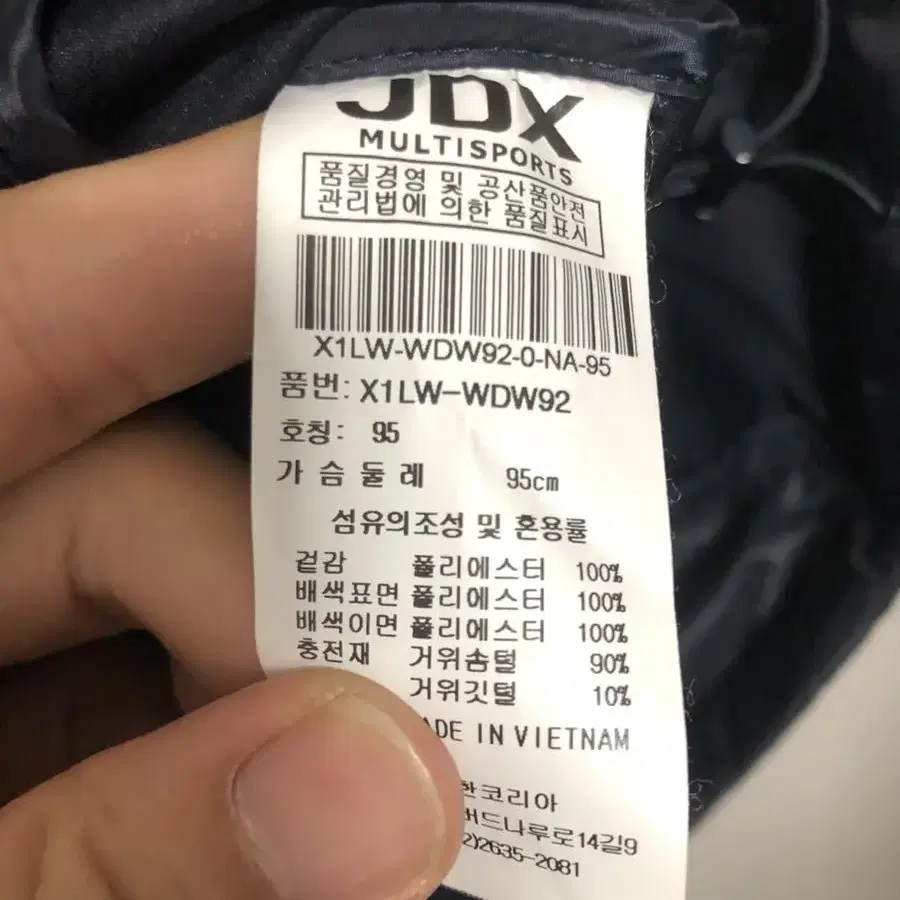 JDX
MULTISPORTS
품질경영 및 공산품안전
관리법에 의한 품질표시
X1LW-WDW92-0-NA-95
품번: X1LW-WDW92
호칭: 95
가슴둘레 95cm
섬유의조성 및 혼용률
겉감 폴리에스터 100%
배색표면 폴리에스터 100%
배색이면 폴리에스터 100%
충전재 거위솜털 90%
거위깃털 10%
MADE IN VIETNAM
한코리아
버드나루로14길9
2)2635-2081